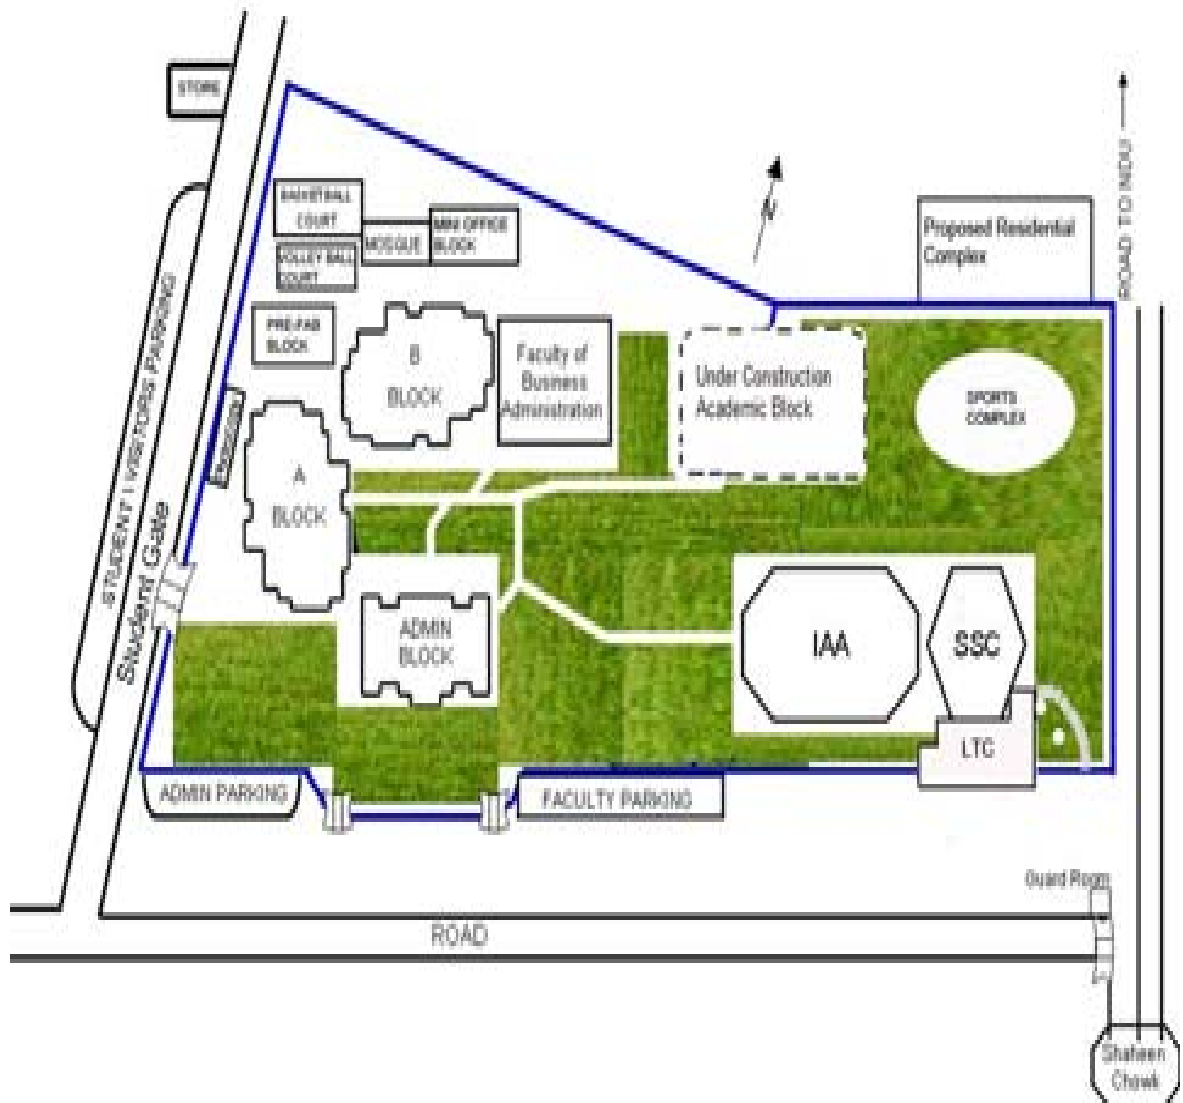 STORE
BASKETBALL
COURT
MOSQUE
MINI OFFICE
BLOCK
VOLLEY BALL
COURT
N
Proposed Residential
Complex
ROAD TO NDU
PRE-FAB
BLOCK
B
BLOCK
Faculty of
Business
Administration
Under Construction
Academic Block
SPORTS
COMPLEX
STUDENT \ VISITORS PARKING
Student Gate
A
BLOCK
ADMIN
BLOCK
IAA
SSC
LTC
ADMIN PARKING
FACULTY PARKING
Guard Room
ROAD
Shaheen
Chowk